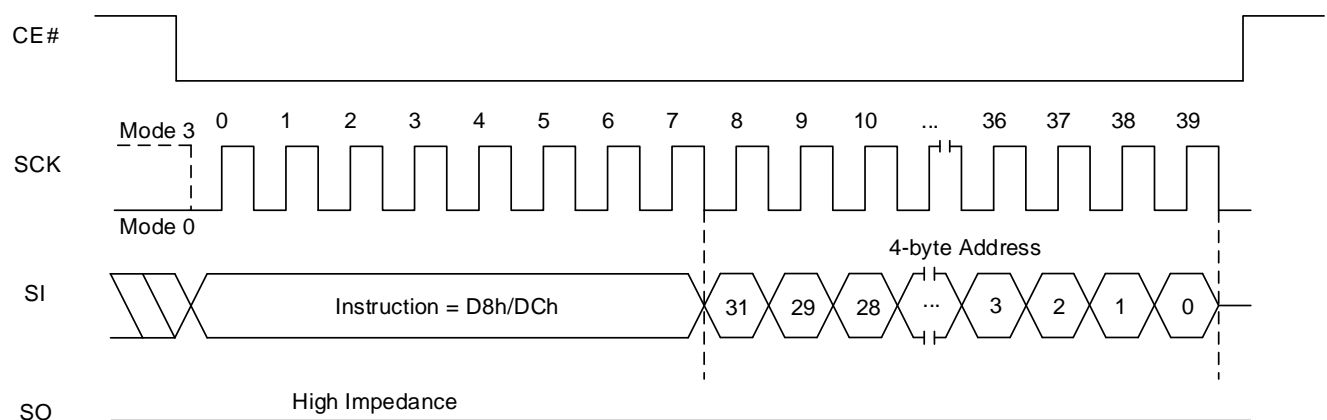 CE#
Mode 3 0 1 2 3 4 5 6 7 8 9 10 ... 36 37 38 39
SCK
Mode 0
4-byte Address
SI Instruction = D8h/DCh 31 29 28 ... 3 2 1 0
High Impedance
SO